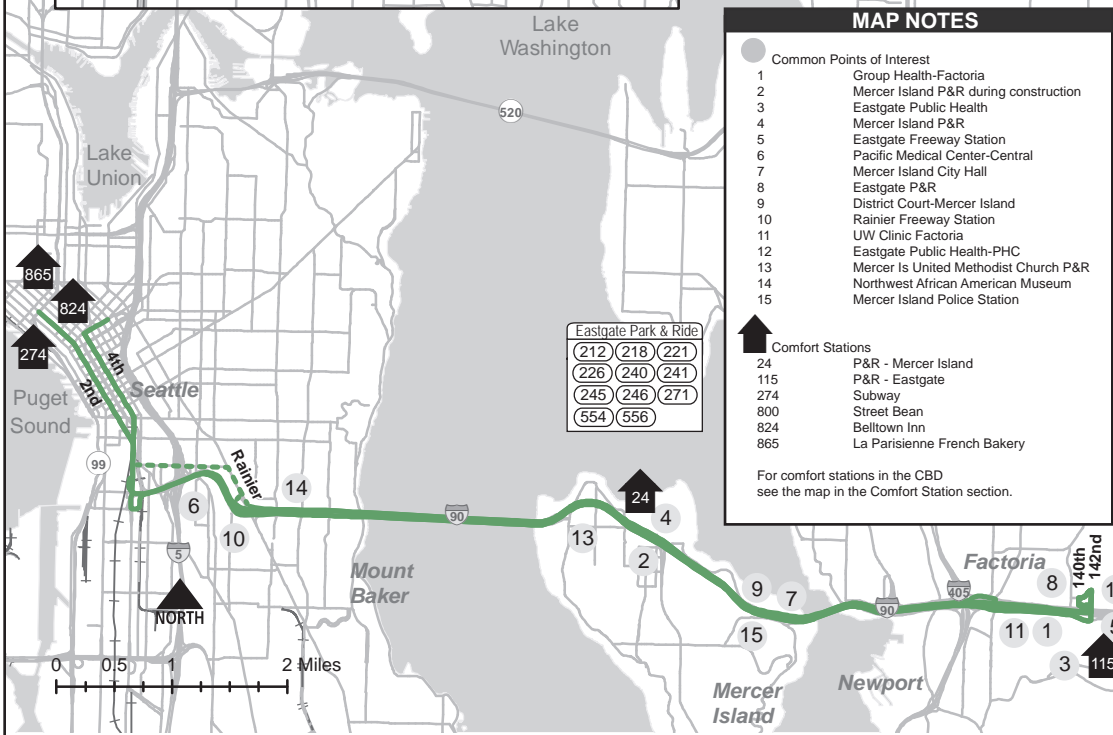 Lake
Washington
520
Lake
Union
865
824
274
4th
2nd
Seattle
Puget
Sound
99
Rainier
6
14
10
5
NORTH
90
Mount
Baker
0 0.5 1 2 Miles
Eastgate Park & Ride
212 218 221
226 240 241
245 246 271
554 556
24
4
13
2
9
7
15
90
405
Factoria
8
140th
142nd
1
11
1
5
3
115
Mercer
Island
Newport
MAP NOTES
Common Points of Interest
1 Group Health-Factoria
2 Mercer Island P&R during construction
3 Eastgate Public Health
4 Mercer Island P&R
5 Eastgate Freeway Station
6 Pacific Medical Center-Central
7 Mercer Island City Hall
8 Eastgate P&R
9 District Court-Mercer Island
10 Rainier Freeway Station
11 UW Clinic Factoria
12 Eastgate Public Health-PHC
13 Mercer Is United Methodist Church P&R
14 Northwest African American Museum
15 Mercer Island Police Station
Comfort Stations
24 P&R - Mercer Island
115 P&R - Eastgate
274 Subway
800 Street Bean
824 Belltown Inn
865 La Parisienne French Bakery
For comfort stations in the CBD
see the map in the Comfort Station section.